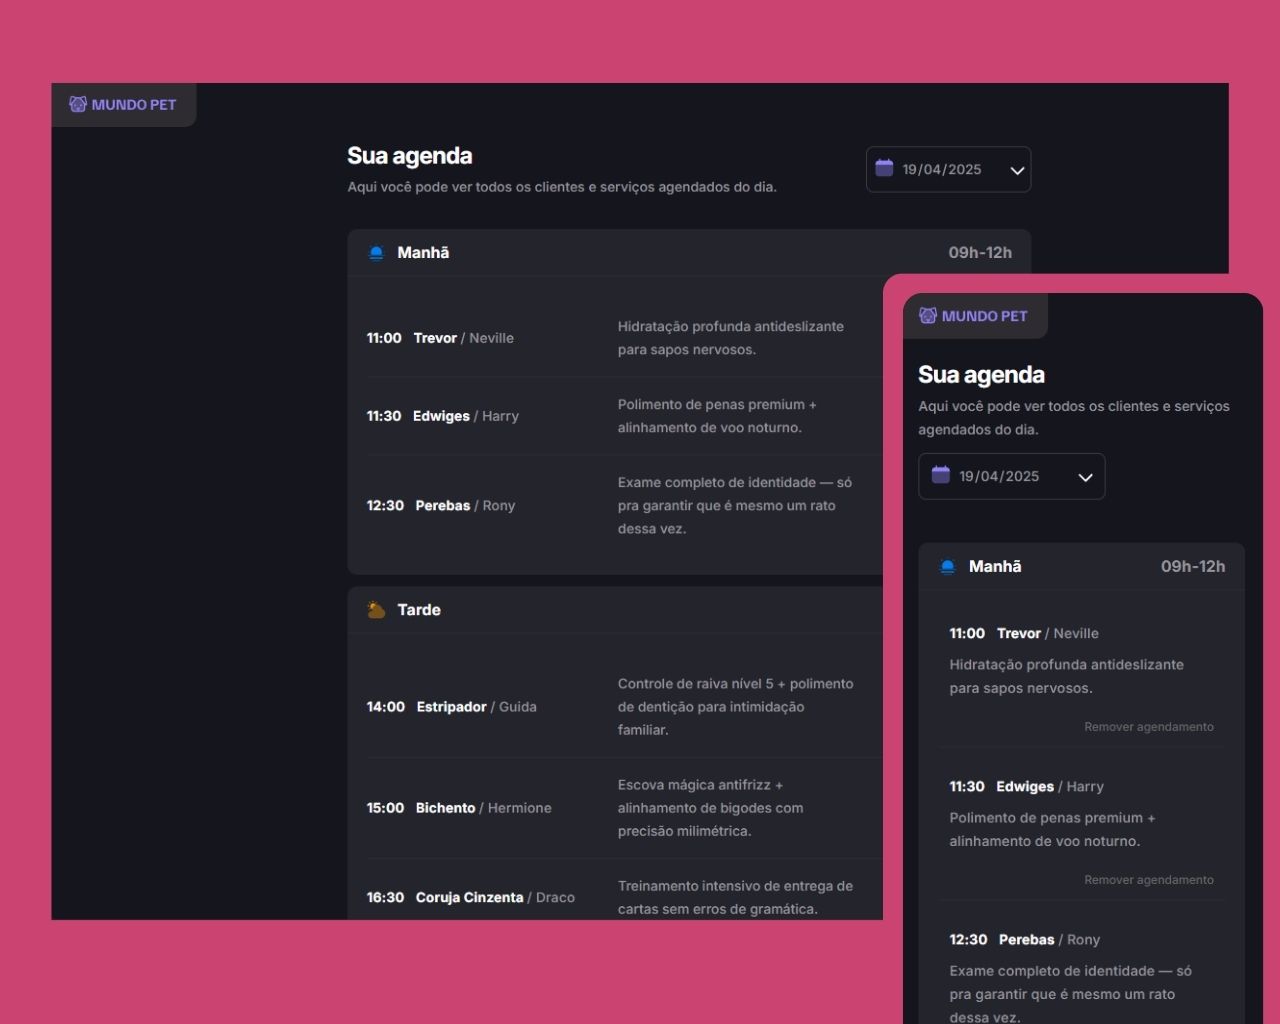 MUNDO PET
Sua agenda
Aqui você pode ver todos os clientes e serviços agendados do dia.
19/04/2025
Manhã 09h-12h
11:00 Trevor / Neville
Hidratação profunda antideslizante
para sapos nervosos.
11:30 Edwiges / Harry
Polimento de penas premium +
alinhamento de voo noturno.
12:30 Perebas / Rony
Exame completo de identidade — só
pra garantir que é mesmo um rato
dessa vez.
Tarde
14:00 Estripador / Guida
Controle de raiva nível 5 + polimento
de dentição para intimidação
familiar.
15:00 Bichento / Hermione
Escova mágica antifrizz +
alinhamento de bigodes com
precisão milimétrica.
16:30 Coruja Cinzenta / Draco
Treinamento intensivo de entrega de
cartas sem erros de gramática.
MUNDO PET
Sua agenda
Aqui você pode ver todos os clientes e serviços
agendados do dia.
19/04/2025
Manhã 09h-12h
11:00 Trevor / Neville
Hidratação profunda antideslizante
para sapos nervosos.
Remover agendamento
11:30 Edwiges / Harry
Polimento de penas premium +
alinhamento de voo noturno.
Remover agendamento
12:30 Perebas / Rony
Exame completo de identidade — só
pra garantir que é mesmo um rato
dessa vez.